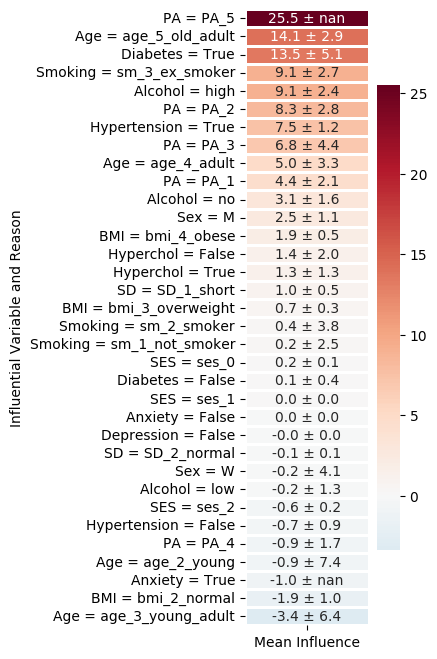 PA = PA_5 25.5 ± nan
Age = age_5_old_adult 14.1 ± 2.9
Diabetes = True 13.5 ± 5.1
Smoking = sm_3_ex_smoker 9.1 ± 2.7
Alcohol = high 9.1 ± 2.4
PA = PA_2 8.3 ± 2.8
Hypertension = True 7.5 ± 1.2
PA = PA_3 6.8 ± 4.4
Age = age_4_adult 5.0 ± 3.3
PA = PA_1 4.4 ± 2.1
Alcohol = no 3.1 ± 1.6
Sex = M 2.5 ± 1.1
BMI = bmi_4_obese 1.9 ± 0.5
Hyperchol = False 1.4 ± 2.0
Hyperchol = True 1.3 ± 1.3
SD = SD_1_short 1.0 ± 0.5
BMI = bmi_3_overweight 0.7 ± 0.3
Smoking = sm_2_smoker 0.4 ± 3.8
Smoking = sm_1_not_smoker 0.2 ± 2.5
SES = ses_0 0.2 ± 0.1
Diabetes = False 0.1 ± 0.4
SES = ses_1 0.0 ± 0.0
Anxiety = False 0.0 ± 0.0
Depression = False -0.0 ± 0.0
SD = SD_2_normal -0.1 ± 0.1
Sex = W -0.2 ± 4.1
Alcohol = low -0.2 ± 1.3
SES = ses_2 -0.6 ± 0.2
Hypertension = False -0.7 ± 0.9
PA = PA_4 -0.9 ± 1.7
Age = age_2_young -0.9 ± 7.4
Anxiety = True -1.0 ± nan
BMI = bmi_2_normal -1.9 ± 1.0
Age = age_3_young_adult -3.4 ± 6.4
Mean Influence
Influential Variable and Reason
25
20
15
10
5
0